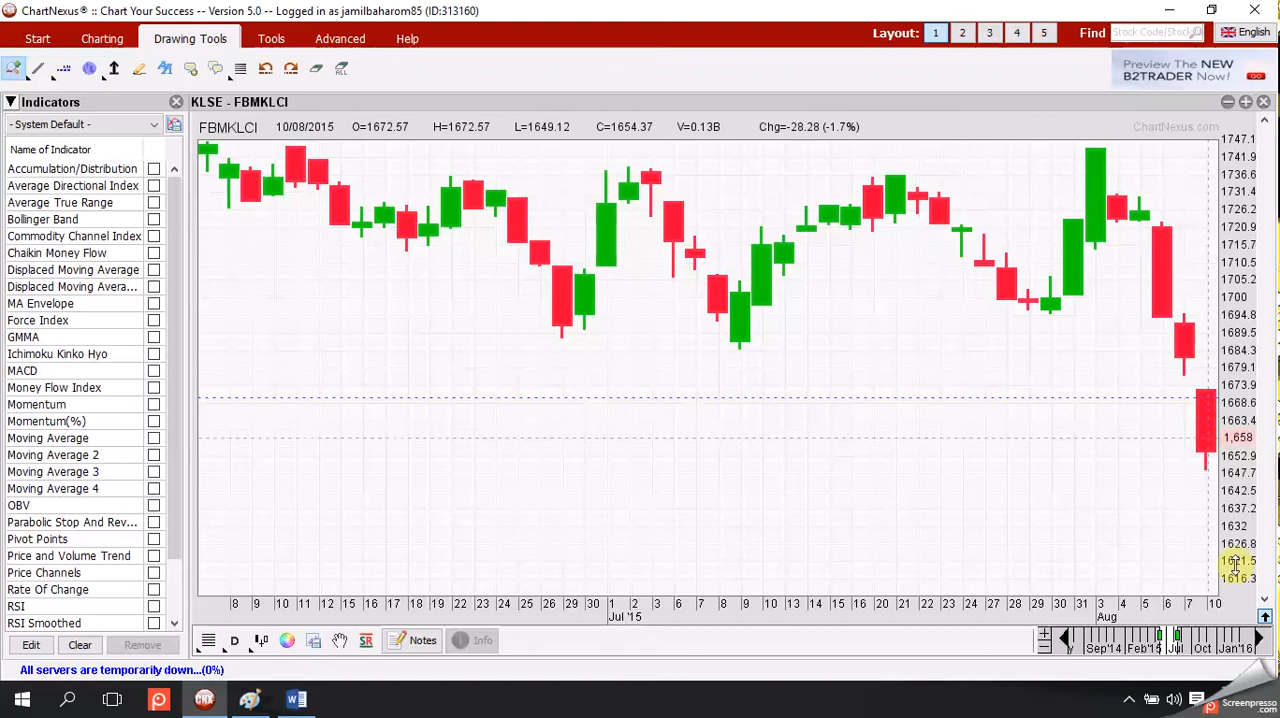 ChartNexus® :: Chart Your Success -- Version 5.0 -- Logged in as jamilbaharom85 (ID:313160)
Start Charting Drawing Tools Tools Advanced Help Layout: 1 2 3 4 5 Find Stock Code/Stock English
ALL
Preview The NEW
B2TRADER Now! GO
Indicators
KLSE - FBMKLCI
- System Default -
FBMKLCI 10/08/2015 O=1672.57 H=1672.57 L=1649.12 C=1654.37 V=0.13B Chg=-28.28 (-1.7%) ChartNexus.com
Name of Indicator
Accumulation/Distribution
Average Directional Index
Average True Range
Bollinger Band
Commodity Channel Index
Chaikin Money Flow
Displaced Moving Average
Displaced Moving Avera...
MA Envelope
Force Index
GMMA
Ichimoku Kinko Hyo
MACD
Money Flow Index
Momentum
Momentum(%)
Moving Average
Moving Average 2
Moving Average 3
Moving Average 4
OBV
Parabolic Stop And Rev...
Pivot Points
Price and Volume Trend
Price Channels
Rate Of Change
RSI
RSI Smoothed
1747.1
1741.9
1736.6
1731.4
1726.2
1720.9
1715.7
1710.5
1705.2
1700
1694.8
1689.5
1684.3
1679.1
1673.9
1668.6
1663.4
1,658
1652.9
1647.7
1642.5
1637.2
1632
1626.8
1621.5
1616.3
8 9 10 11 12 15 16 17 18 19 22 23 24 25 26 29 30 1 2 3 6 7 8 9 10 13 14 15 16 20 21 22 23 24 27 28 29 30 31 3 4 5 6 7 10
Jul '15 Aug
Edit Clear Remove
D SR Notes Info
y Sep'14 Feb'15 Jul Oct Jan'16
All servers are temporarily down...(0%)
CNX
Screenpresso
.com